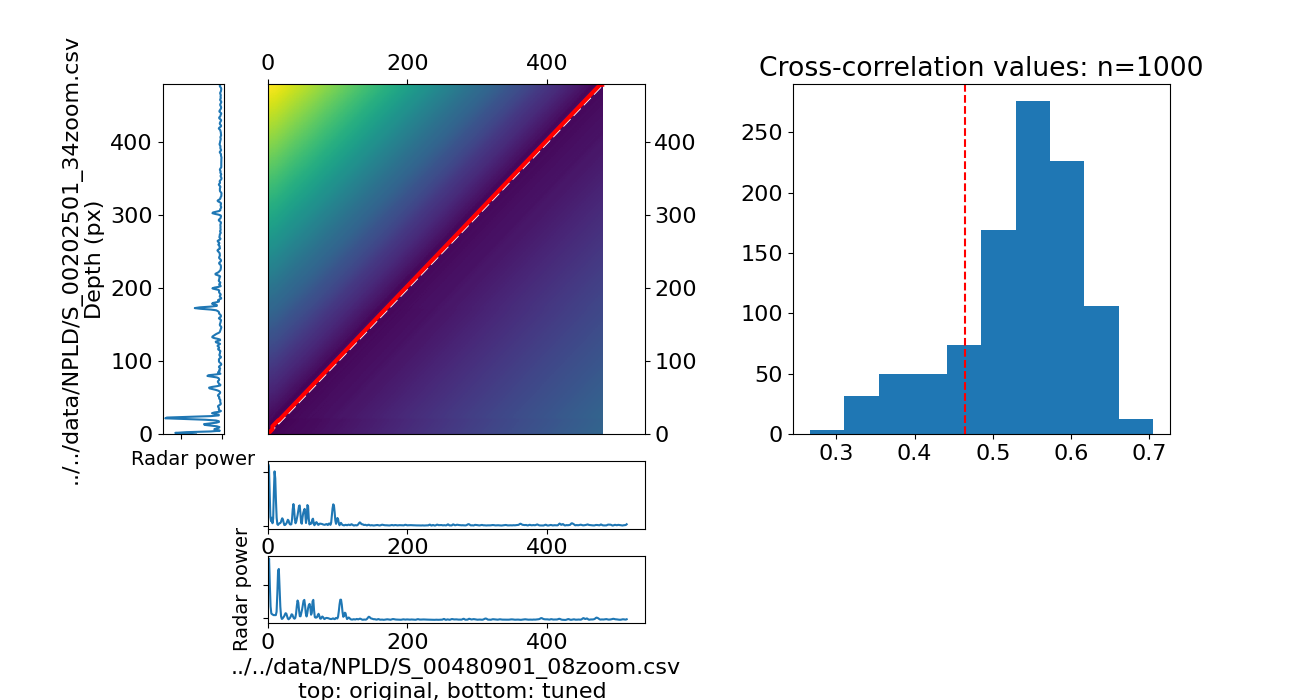 Cross-correlation values: n=1000
0 200 400
../../data/NPLD/S_00202501_34zoom.csv
Depth (px)
400
300
200
100
0
Radar power
400
300
200
100
0
250
200
150
100
50
0
0.3 0.4 0.5 0.6 0.7
0 200 400
Radar power
0 200 400
../../data/NPLD/S_00480901_08zoom.csv
top: original, bottom: tuned